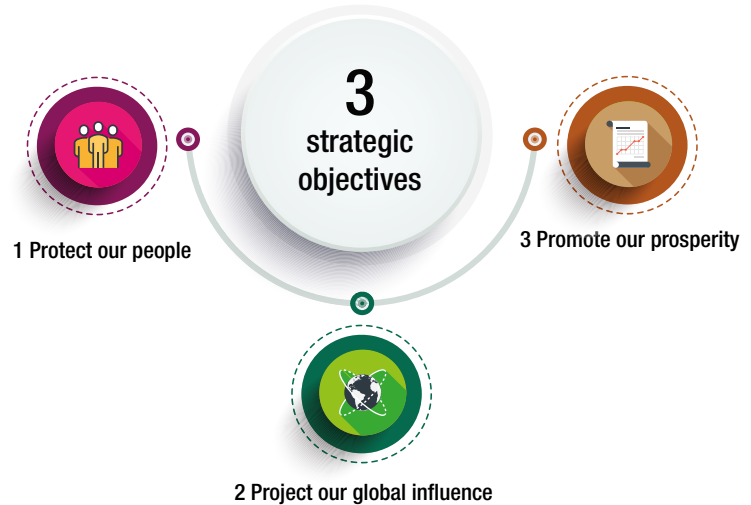 3
strategic
objectives
1 Protect our people
2 Project our global influence
3 Promote our prosperity